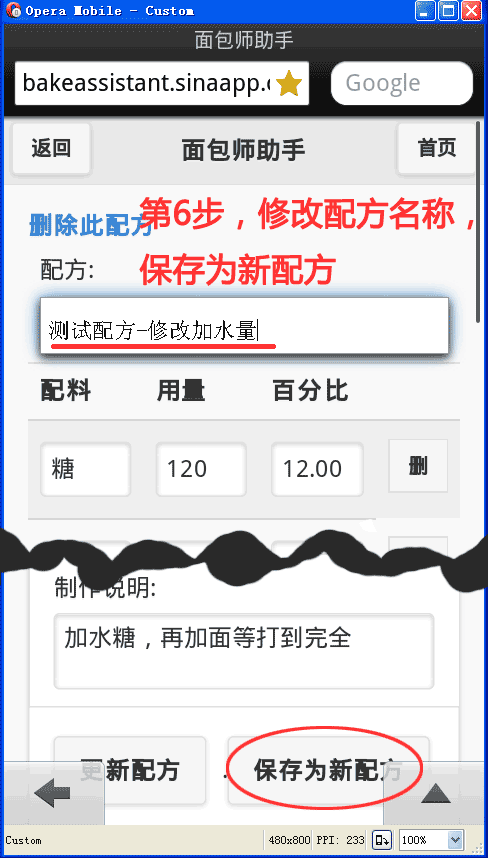 Opera Mobile - Custom
面包师助手
bakeassistant.sinaapp.c
Google
返回
面包师助手
首页
删除此配方
第6步，修改配方名称，
保存为新配方
配方:
测试配方-修改加水量
配料 用量 百分比
糖 120 12.00 删
制作说明:
加水糖，再加面等打到完全
更新配方 保存为新配方
Custom 480x800 PPI: 233 100%